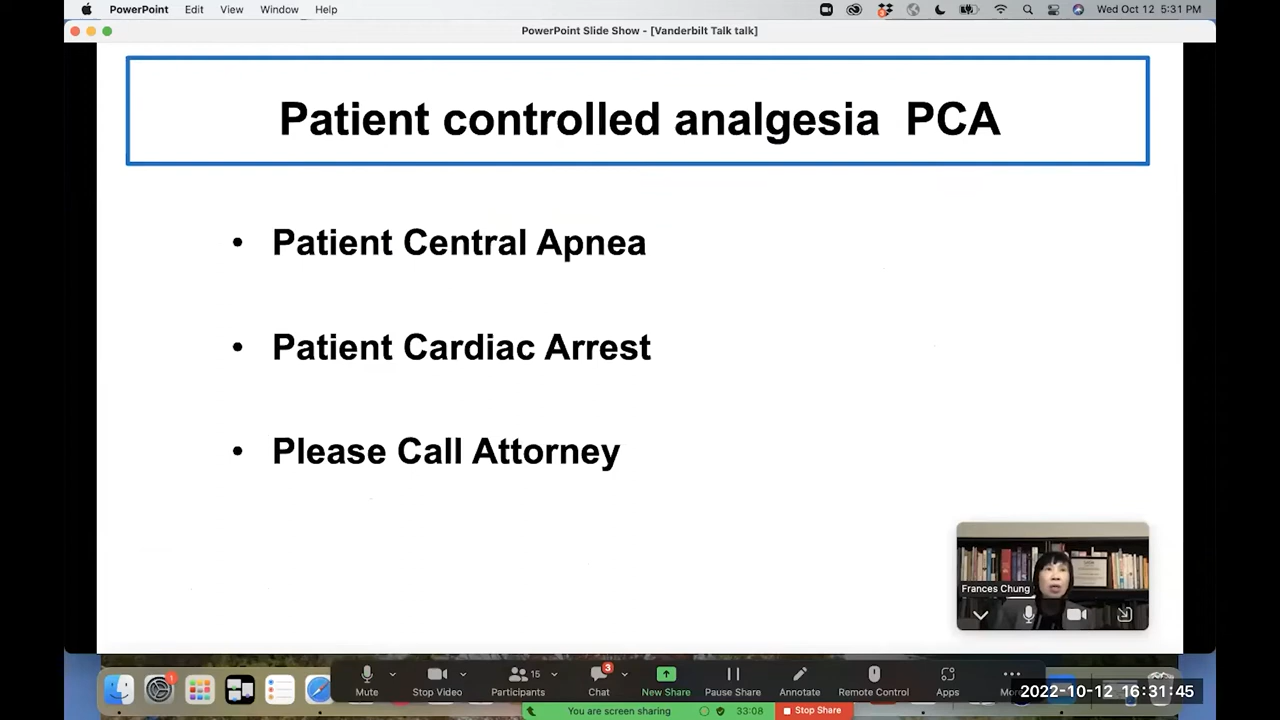 PowerPoint Edit View Window Help Wed Oct 12 5:31 PM
PowerPoint Slide Show - [Vanderbilt Talk talk]
Patient controlled analgesia PCA
• Patient Central Apnea
• Patient Cardiac Arrest
• Please Call Attorney
Frances Chung
1
3
15
Mute Stop Video Participants Chat New Share Pause Share Annotate Remote Control Apps
2022-10-12 16:31:45
You are screen sharing 33:08 Stop Share